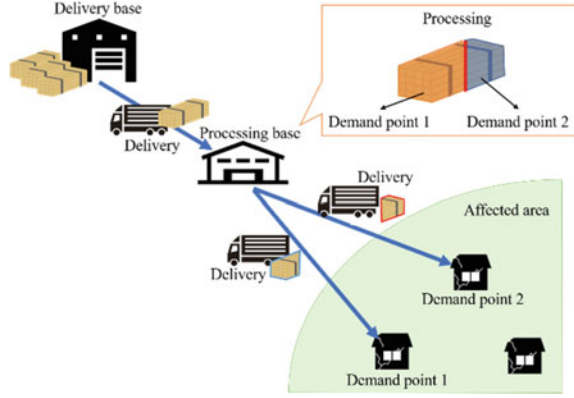 Delivery base
Processing
Demand point 1
Demand point 2
Delivery
Processing base
Delivery
Affected area
Delivery
Demand point 2
Demand point 1